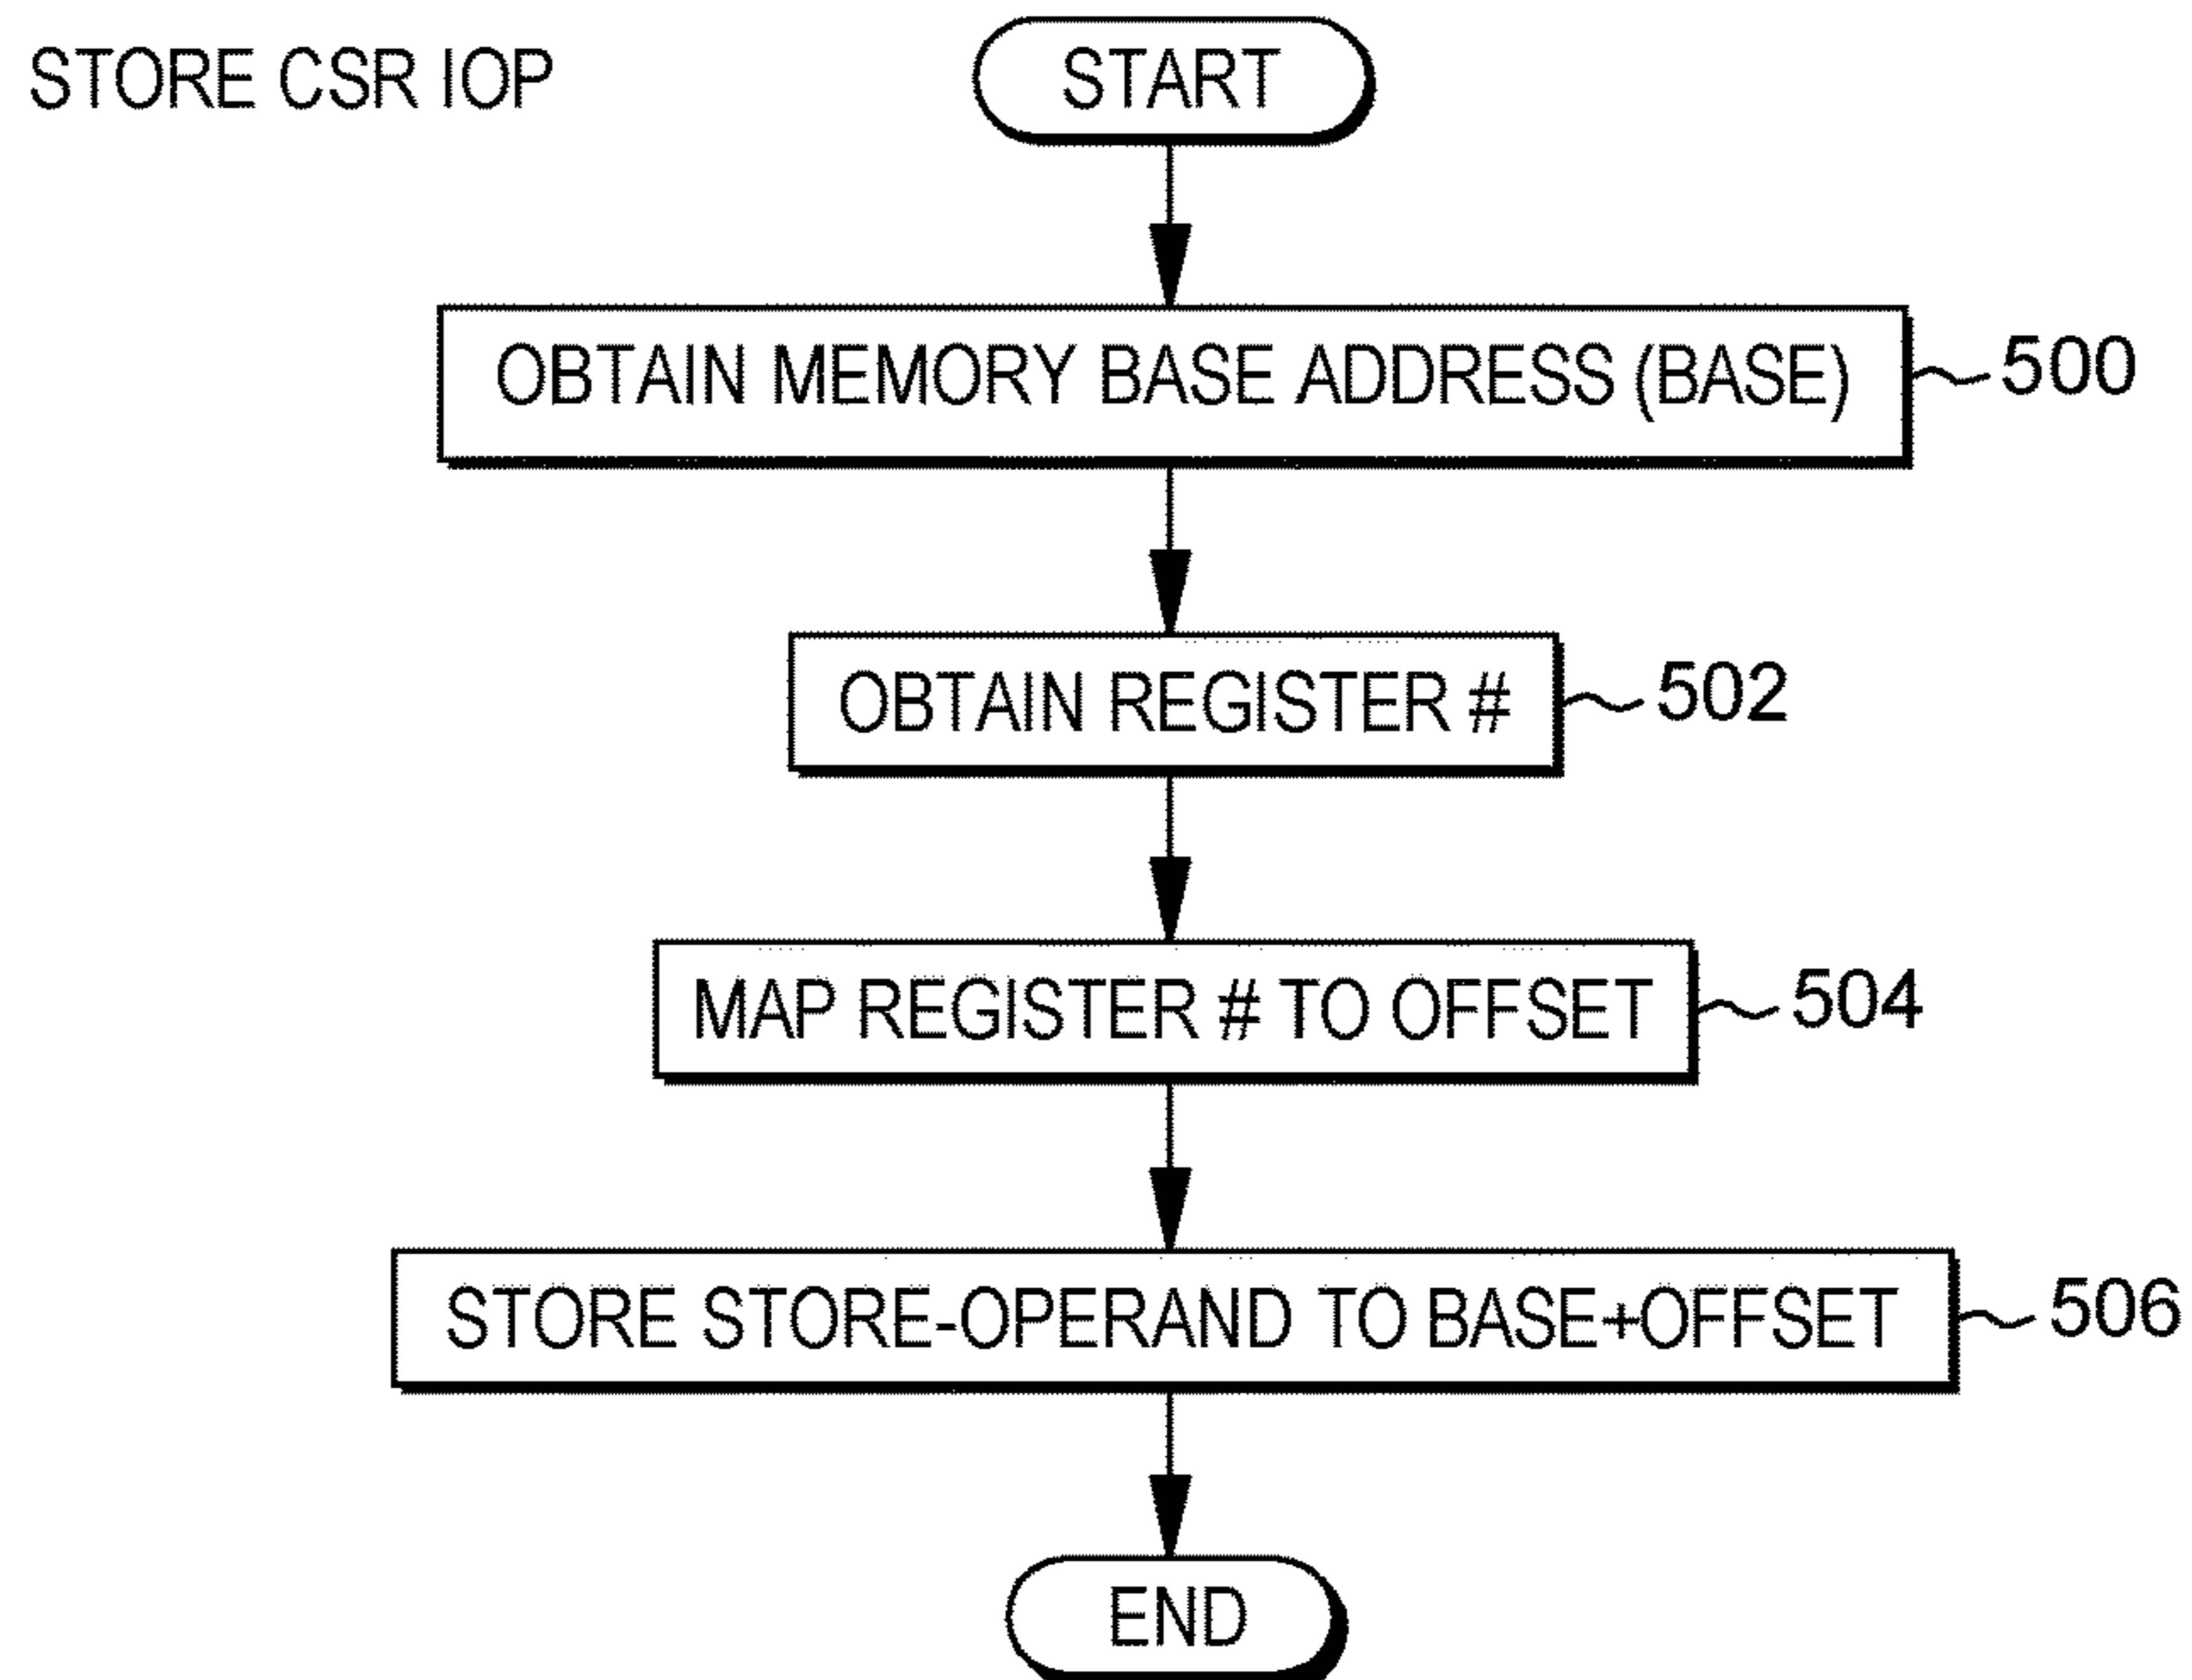 STORE CSR IOP
START
OBTAIN MEMORY BASE ADDRESS (BASE)
500
OBTAIN REGISTER #
502
MAP REGISTER # TO OFFSET
504
STORE STORE-OPERAND TO BASE+OFFSET
506
END